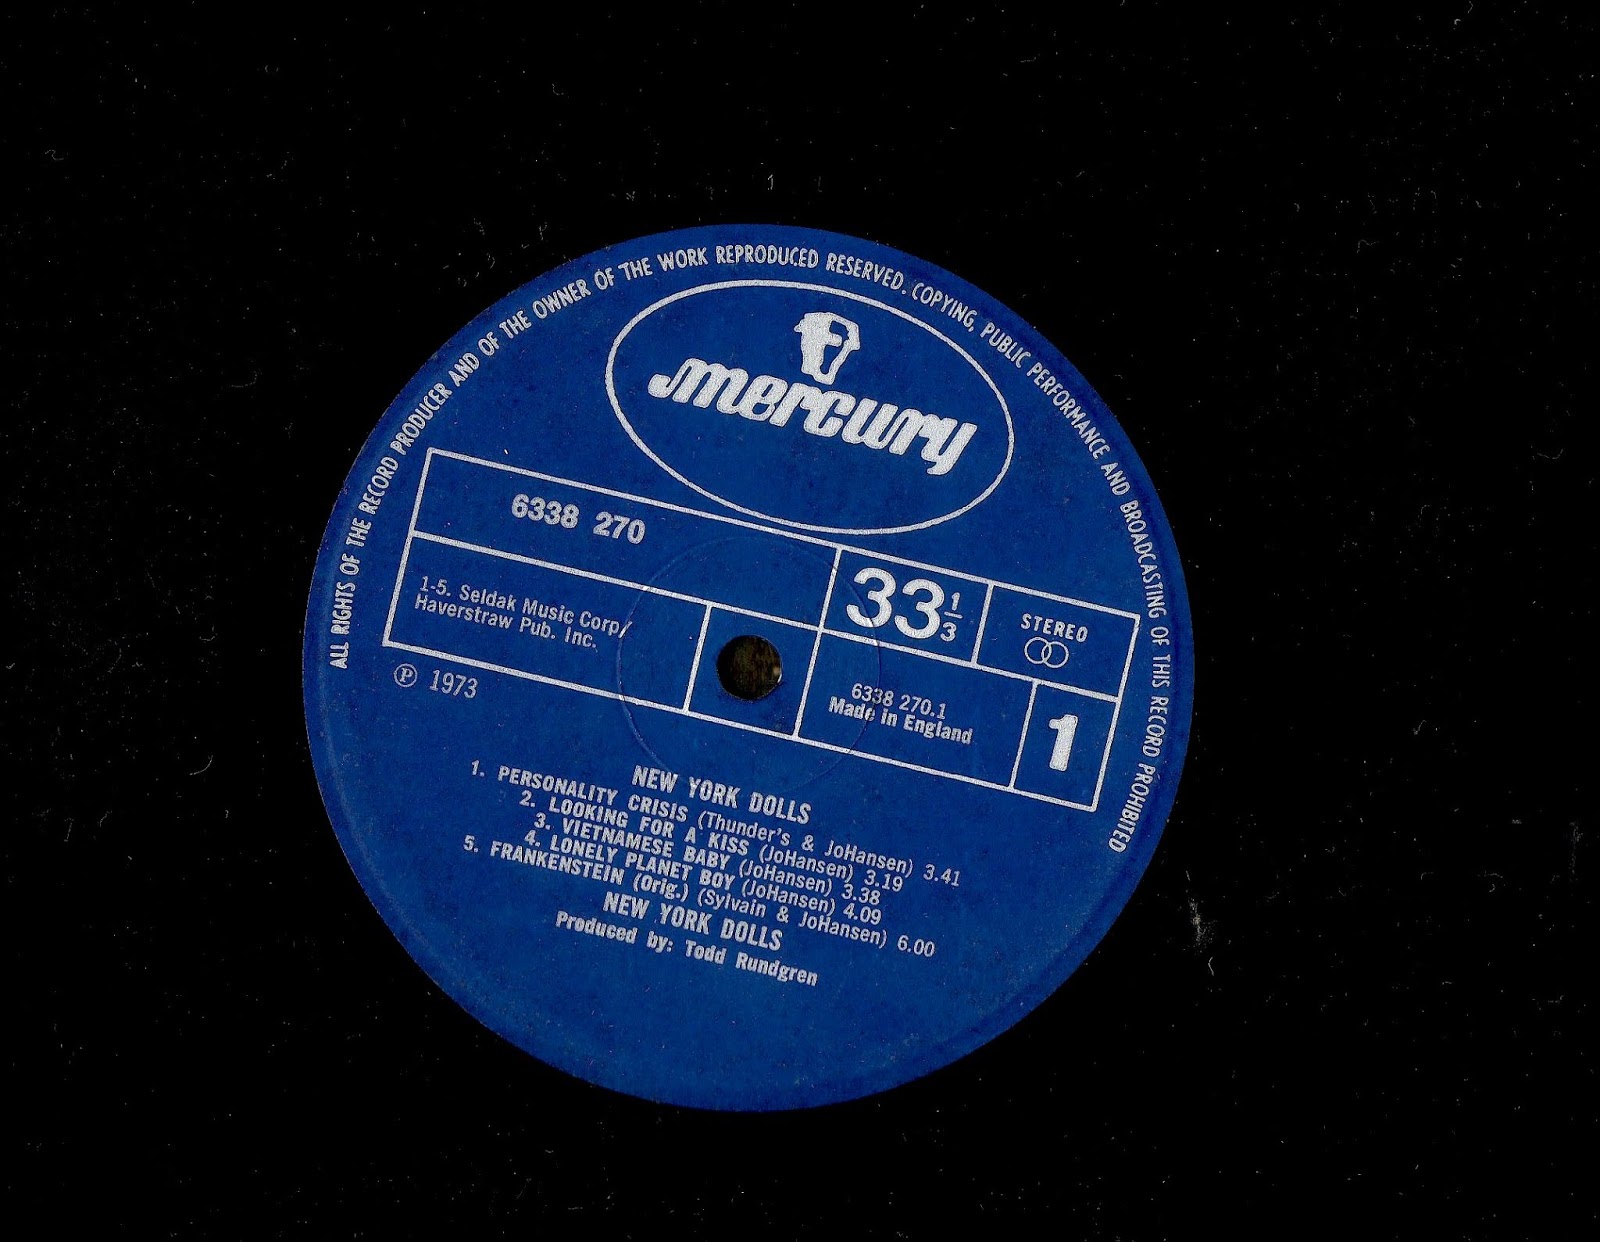 ALL RIGHTS OF THE RECORD PRODUCER AND OF THE OWNER OF THE WORK REPRODUCED RESERVED. COPYING, PUBLIC PERFORMANCE AND BROADCASTING OF THIS RECORD PROHIBITED
mercury
6338 270
33 1/3
STEREO
1-5. Seldak Music Corp/
Haverstraw Pub. Inc.
6338 270.1
Made in England
1
℗ 1973
NEW YORK DOLLS
1. PERSONALITY CRISIS (Thunder's & JoHansen) 3.41
2. LOOKING FOR A KISS (JoHansen) 3.19
3. VIETNAMESE BABY (JoHansen) 3.38
4. LONELY PLANET BOY (JoHansen) 4.09
5. FRANKENSTEIN (Orig.) (Sylvain & JoHansen) 6.00
NEW YORK DOLLS
Produced by: Todd Rundgren